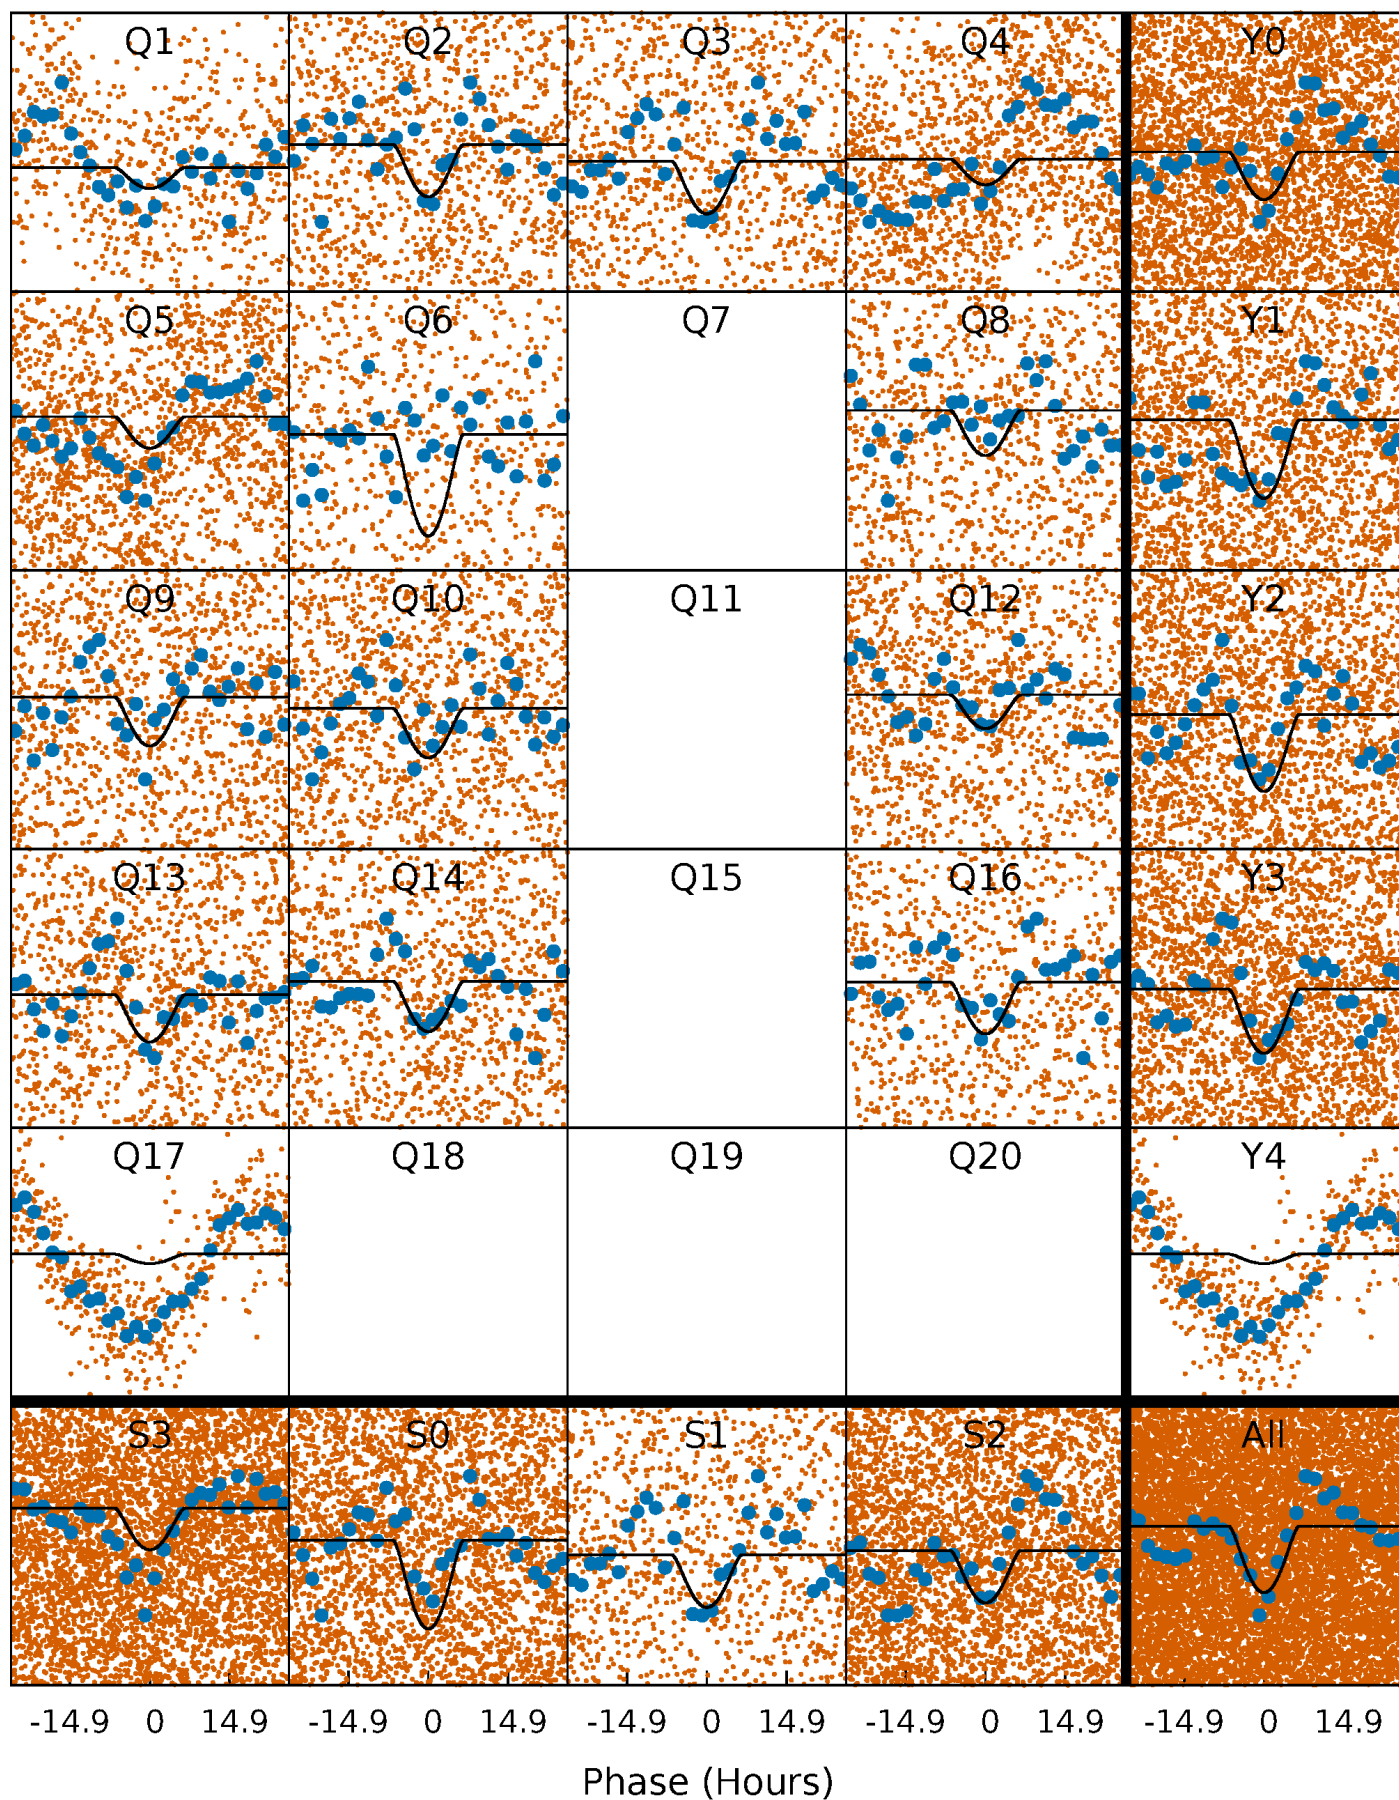 Q1 Q2 Q3 Q4 Y0
Q5 Q6 Q7 Q8 Y1
Q9 Q10 Q11 Q12 Y2
Q13 Q14 Q15 Q16 Y3
Q17 Q18 Q19 Q20 Y4
S3 S0 S1 S2 All
-14.9 0 14.9 -14.9 0 14.9 -14.9 0 14.9 -14.9 0 14.9 -14.9 0 14.9
Phase (Hours)